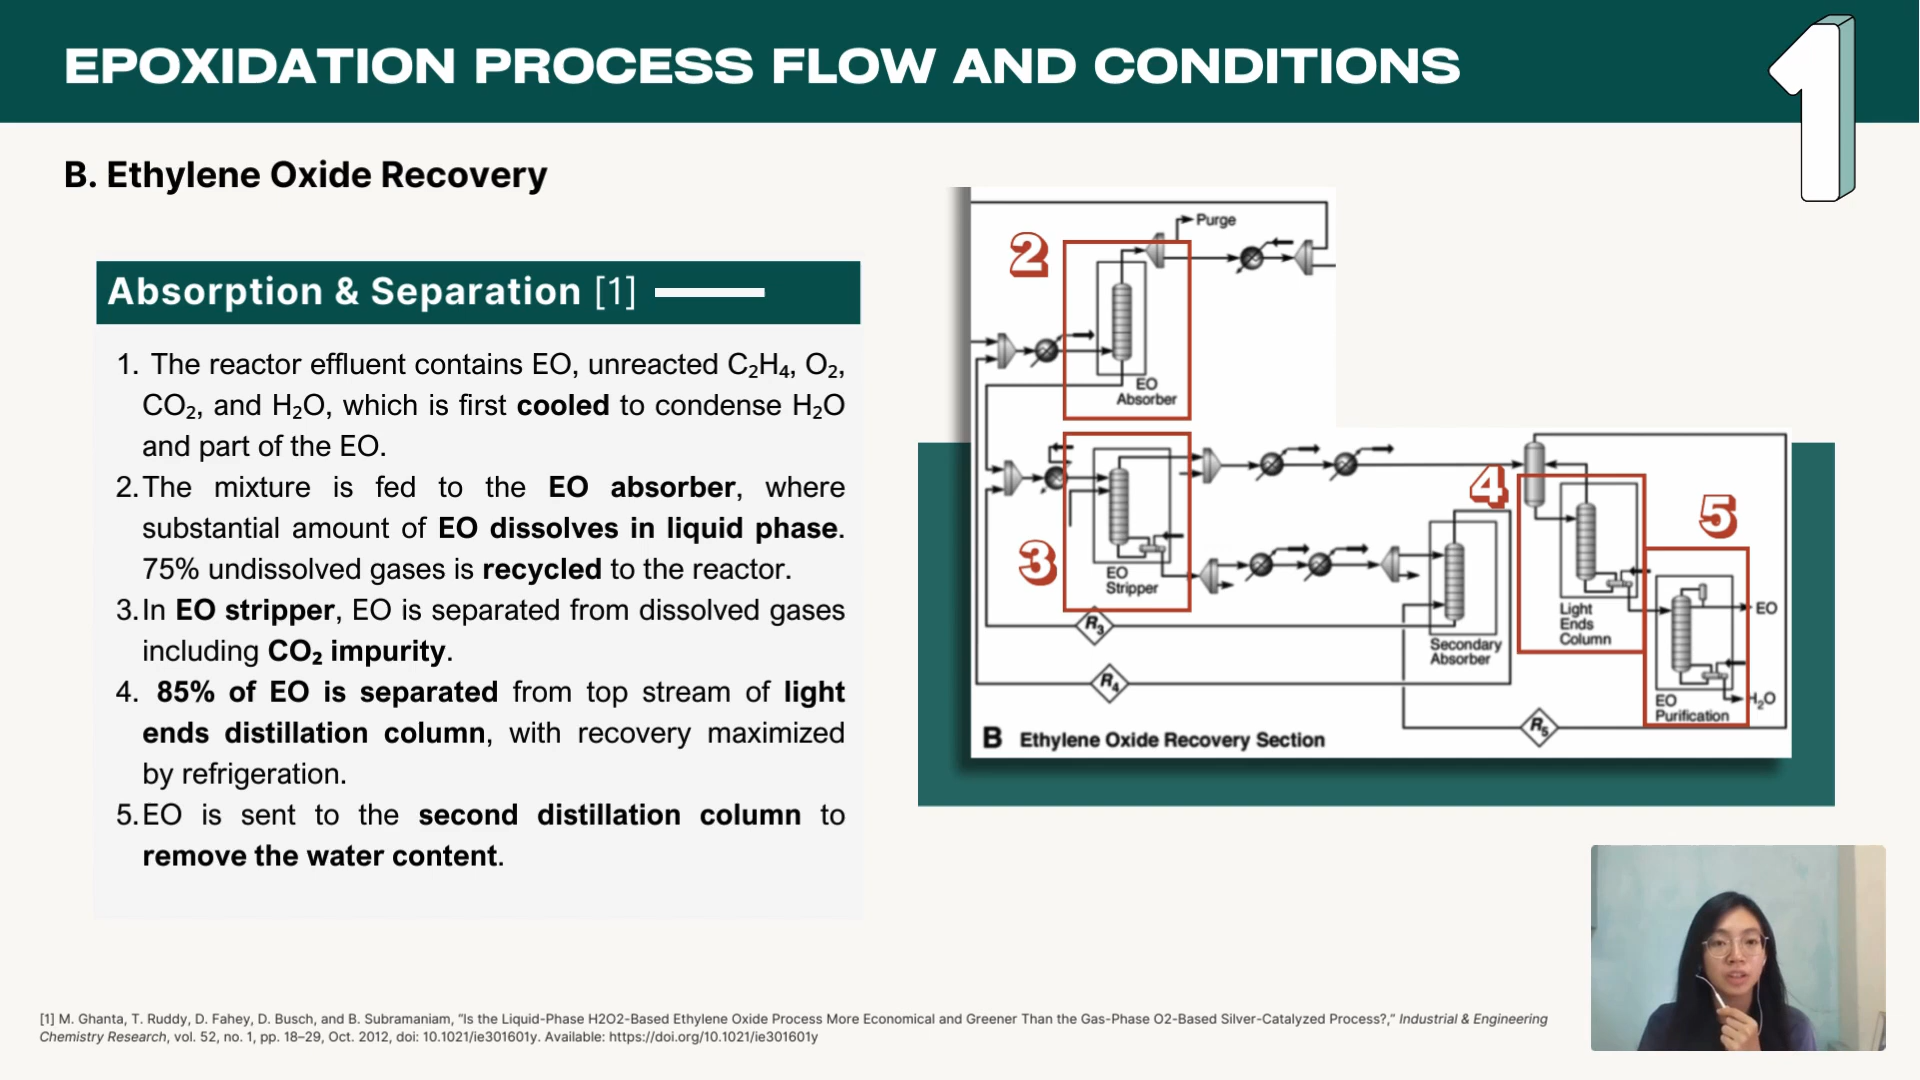 EPOXIDATION PROCESS FLOW AND CONDITIONS
1
B. Ethylene Oxide Recovery
Absorption & Separation [1]
1. The reactor effluent contains EO, unreacted C₂H₄, O₂,
CO₂, and H₂O, which is first cooled to condense H₂O
and part of the EO.
2. The mixture is fed to the EO absorber, where
substantial amount of EO dissolves in liquid phase.
75% undissolved gases is recycled to the reactor.
3. In EO stripper, EO is separated from dissolved gases
including CO₂ impurity.
4. 85% of EO is separated from top stream of light
ends distillation column, with recovery maximized
by refrigeration.
5. EO is sent to the second distillation column to
remove the water content.
Purge
2
EO
Absorber
3
EO
Stripper
4
5
Light
Ends
Column
EO
Secondary
Absorber
R₃
R₄
EO
Purification
H₂O
R₅
B Ethylene Oxide Recovery Section
[1] M. Ghanta, T. Ruddy, D. Fahey, D. Busch, and B. Subramaniam, “Is the Liquid-Phase H2O2-Based Ethylene Oxide Process More Economical and Greener Than the Gas-Phase O2-Based Silver-Catalyzed Process?,” Industrial & Engineering
Chemistry Research, vol. 52, no. 1, pp. 18–29, Oct. 2012, doi: 10.1021/ie301601y. Available: https://doi.org/10.1021/ie301601y